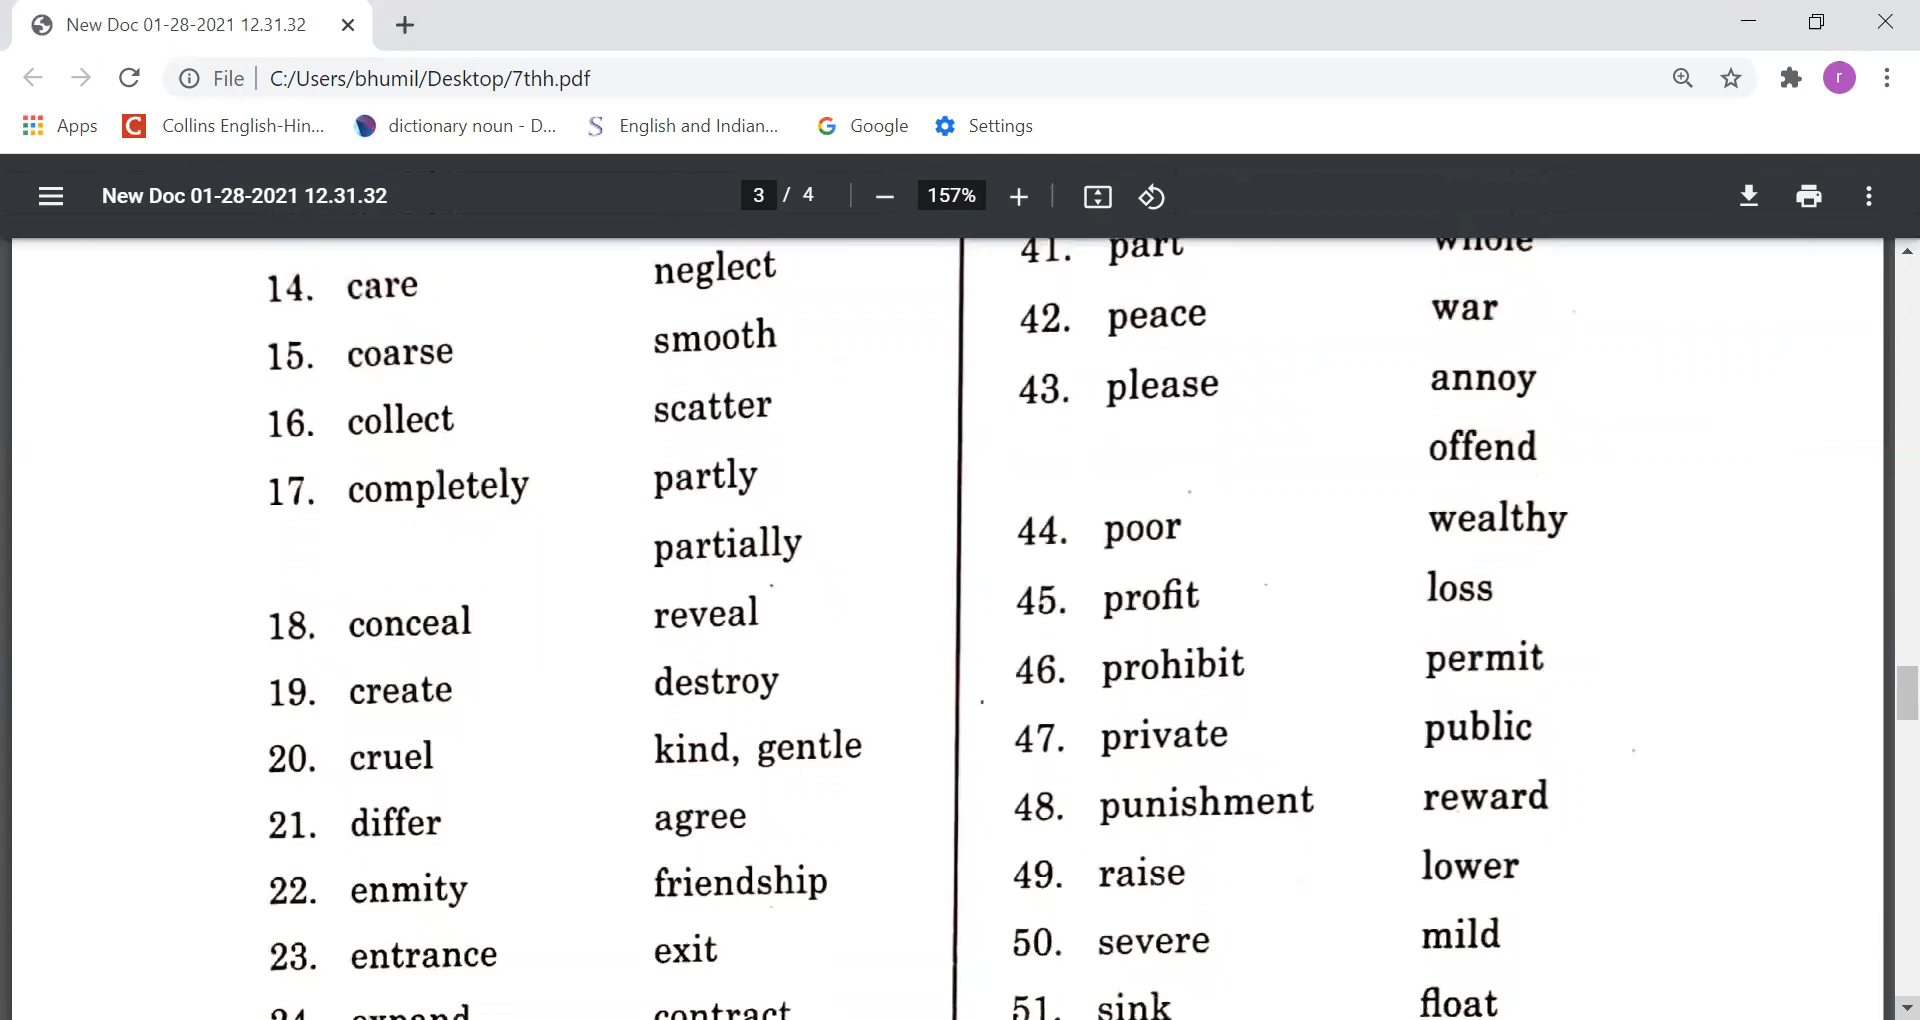 New Doc 01-28-2021 12.31.32
File C:/Users/bhumil/Desktop/7thh.pdf r
Apps Collins English-Hin... dictionary noun - D... English and Indian... Google Settings
New Doc 01-28-2021 12.31.32 3 / 4 157%
14. care neglect
15. coarse smooth
16. collect scatter
17. completely partly
partially
18. conceal reveal
19. create destroy
20. cruel kind, gentle
21. differ agree
22. enmity friendship
23. entrance exit
24. expand contract
41. part whole
42. peace war
43. please annoy
offend
44. poor wealthy
45. profit loss
46. prohibit permit
47. private public
48. punishment reward
49. raise lower
50. severe mild
51. sink float